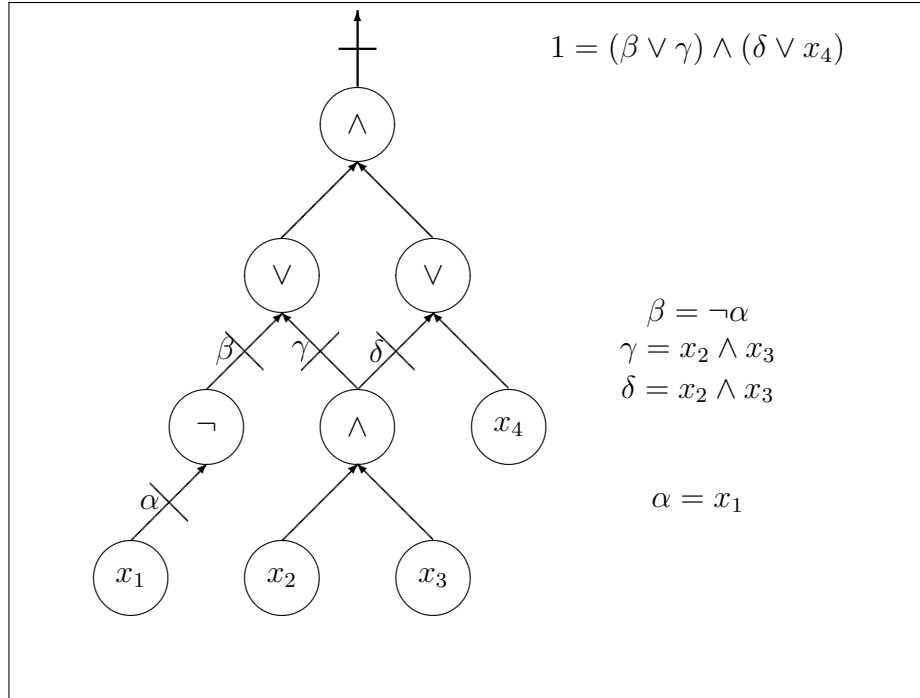 1 = (β ∨ γ) ∧ (δ ∨ x₄)
∧
∨ ∨
β γ δ
β = ¬α
γ = x₂ ∧ x₃
δ = x₂ ∧ x₃
¬ ∧ x₄
α
α = x₁
x₁ x₂ x₃